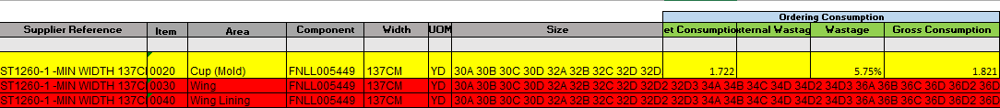 Ordering Consumption
Supplier Reference Item Area Component Width UOM Size et Consumptio ternal Wastag Wastage Gross Consumption
ST1260-1 -MIN WIDTH 137CM 0020 Cup (Mold) FNLL005449 137CM YD 30A 30B 30C 30D 32A 32B 32C 32D 32D 1.722 5.75% 1.821
ST1260-1 -MIN WIDTH 137C 0030 Wing FNLL005449 137CM YD 30A 30B 30C 30D 32A 32B 32C 32D 32D2 32D3 34A 34B 34C 34D 34D2 34D3 36A 36B 36C 36D 36D2 36D
ST1260-1 -MIN WIDTH 137C 0040 Wing Lining FNLL005449 137CM YD 30A 30B 30C 30D 32A 32B 32C 32D 32D2 32D3 34A 34B 34C 34D 34D2 34D3 36A 36B 36C 36D 36D2 36D